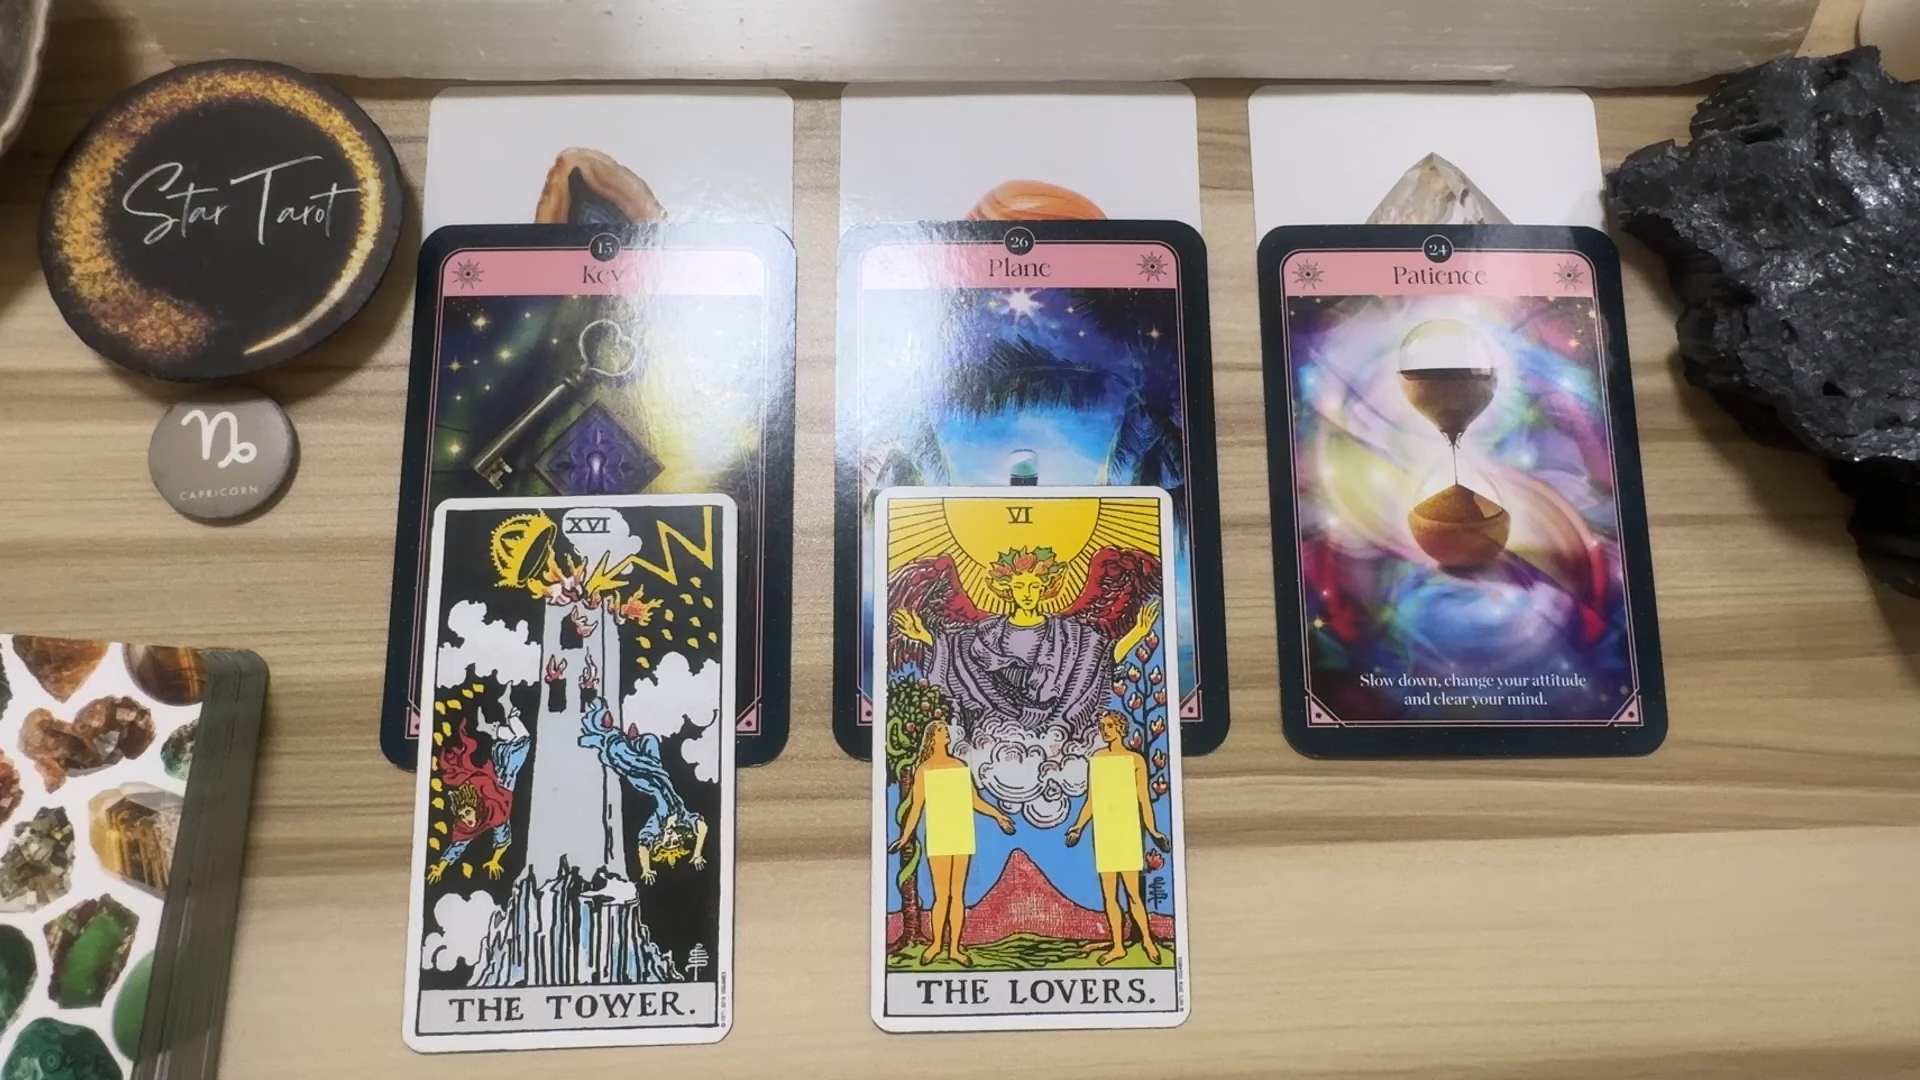 Star Tarot
CAPRICORN
15
Key
26
Plane
24
Patience
Slow down, change your attitude
and clear your mind.
XVI
THE TOWER.
VI
THE LOVERS.